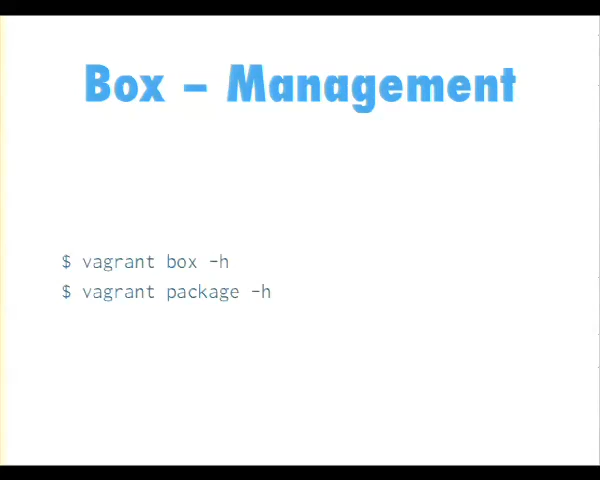 Box – Management
$ vagrant box -h
$ vagrant package -h